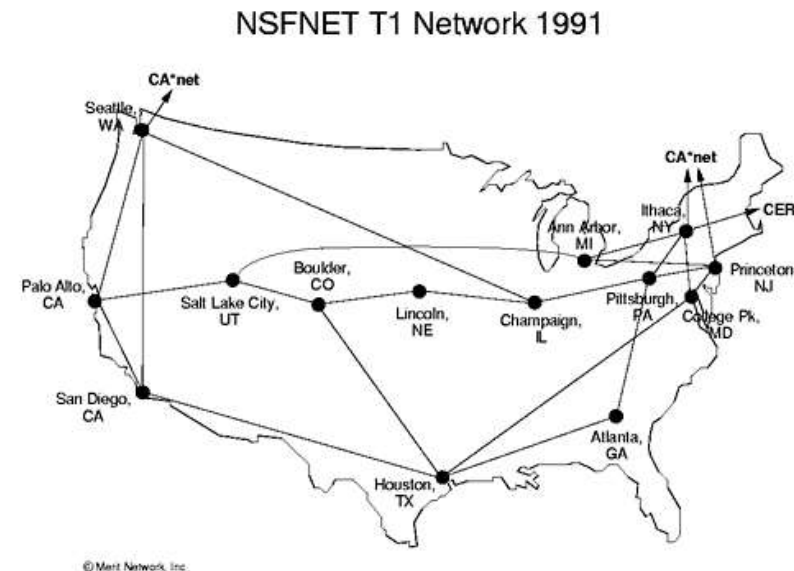 NSFNET T1 Network 1991
CA*net
Seattle,
WA
CA*net
Ithaca,
NY
CER
Ann Arbor,
MI
Boulder,
CO
Princeton
NJ
Palo Alto,
CA
Salt Lake City,
UT
Lincoln,
NE
Champaign,
IL
Pittsburgh,
PA
College Pk,
MD
San Diego,
CA
Atlanta,
GA
Houston,
TX
© Merit Network, Inc